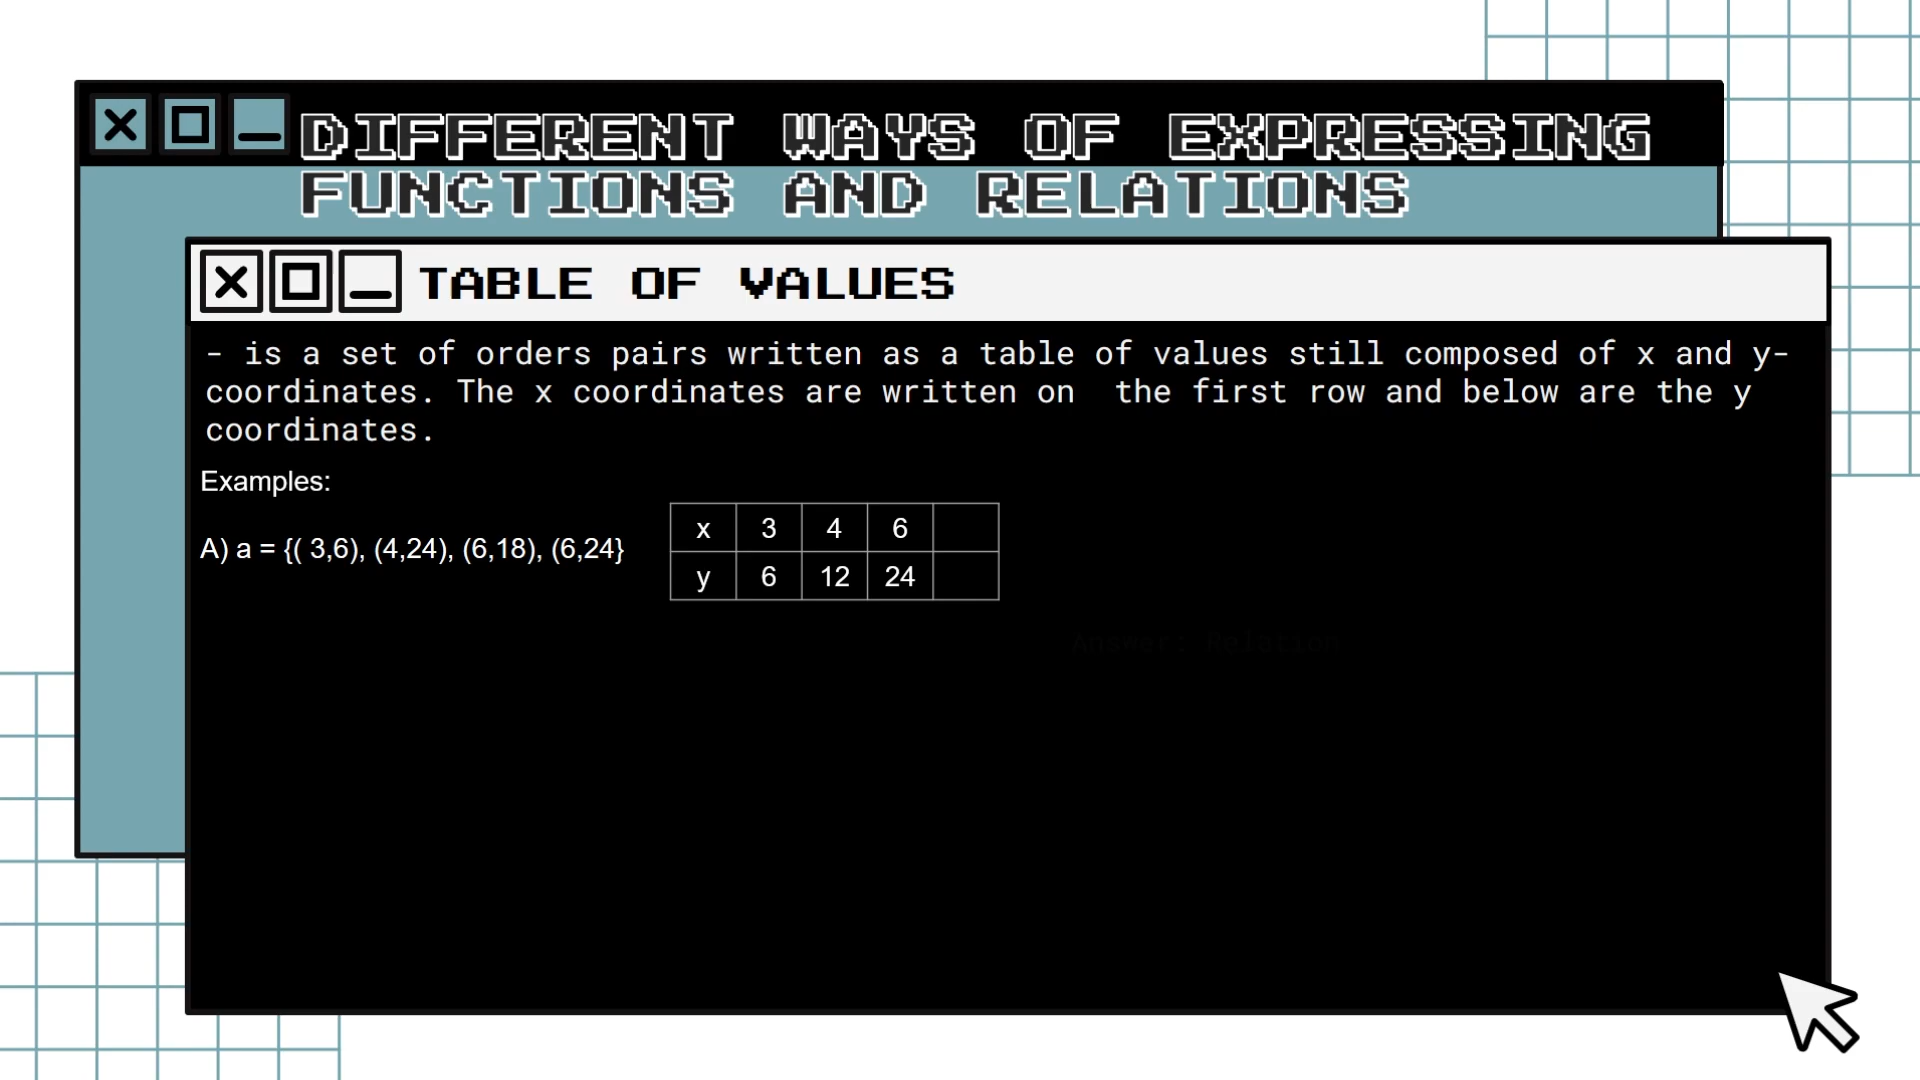 DIFFERENT WAYS OF EXPRESSING
FUNCTIONS AND RELATIONS
TABLE OF VALUES
- is a set of orders pairs written as a table of values still composed of x and y-
coordinates. The x coordinates are written on the first row and below are the y
coordinates.
Examples:
A) a = {( 3,6), (4,24), (6,18), (6,24}
x 3 4 6
y 6 12 24
Answer: Relation